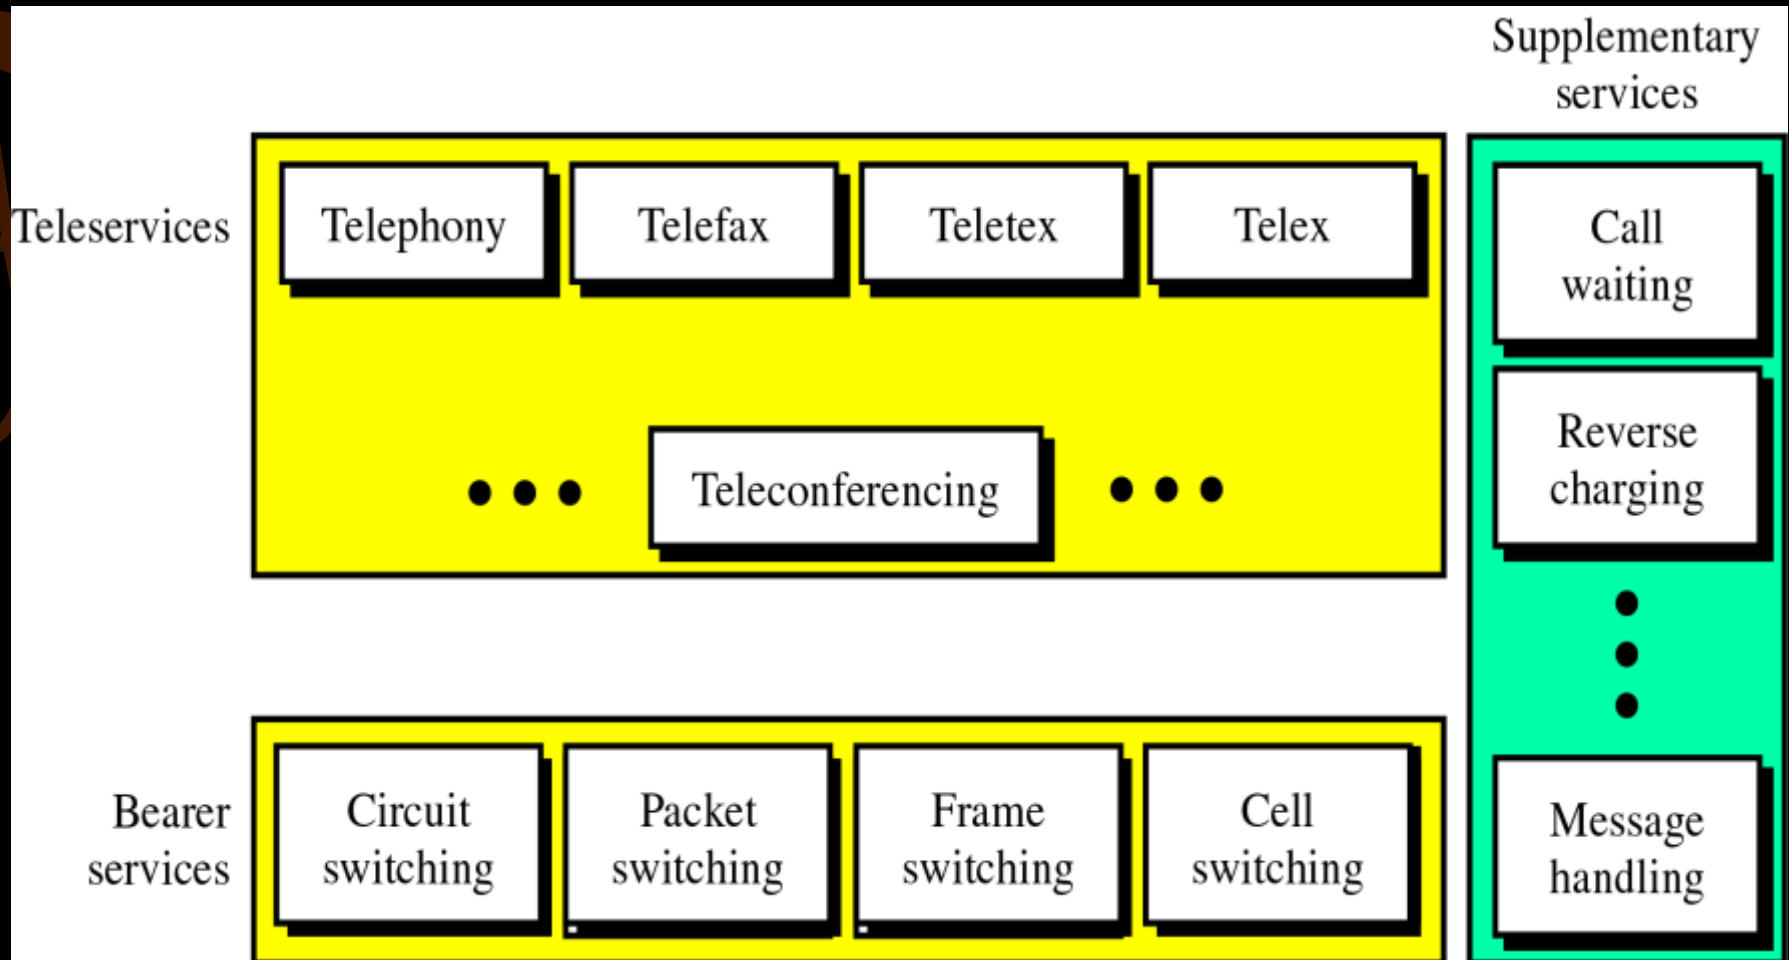 Supplementary
services
Teleservices
Telephony
Telefax
Teletex
Telex
Call
waiting
Reverse
charging
Teleconferencing
Bearer
services
Circuit
switching
Packet
switching
Frame
switching
Cell
switching
Message
handling